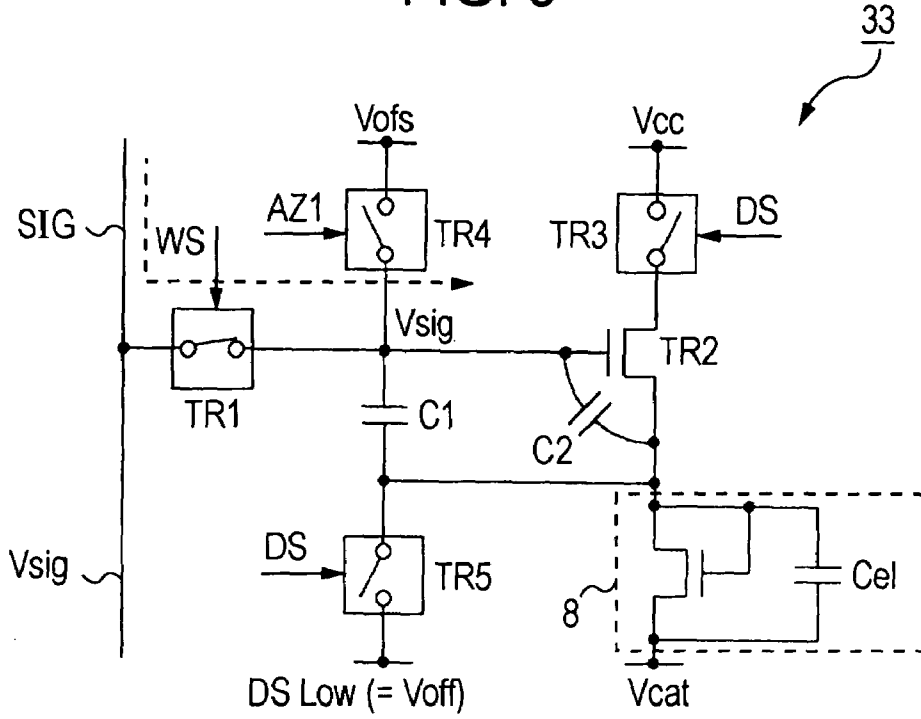 33
Vofs
Vcc
SIG
WS
AZ1
TR4
TR3
DS
Vsig
TR2
TR1
C1
C2
DS
TR5
Vsig
8
Cel
DS Low (= Voff)
Vcat